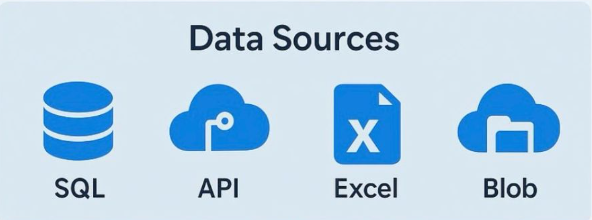 Data Sources
X
SQL API Excel Blob